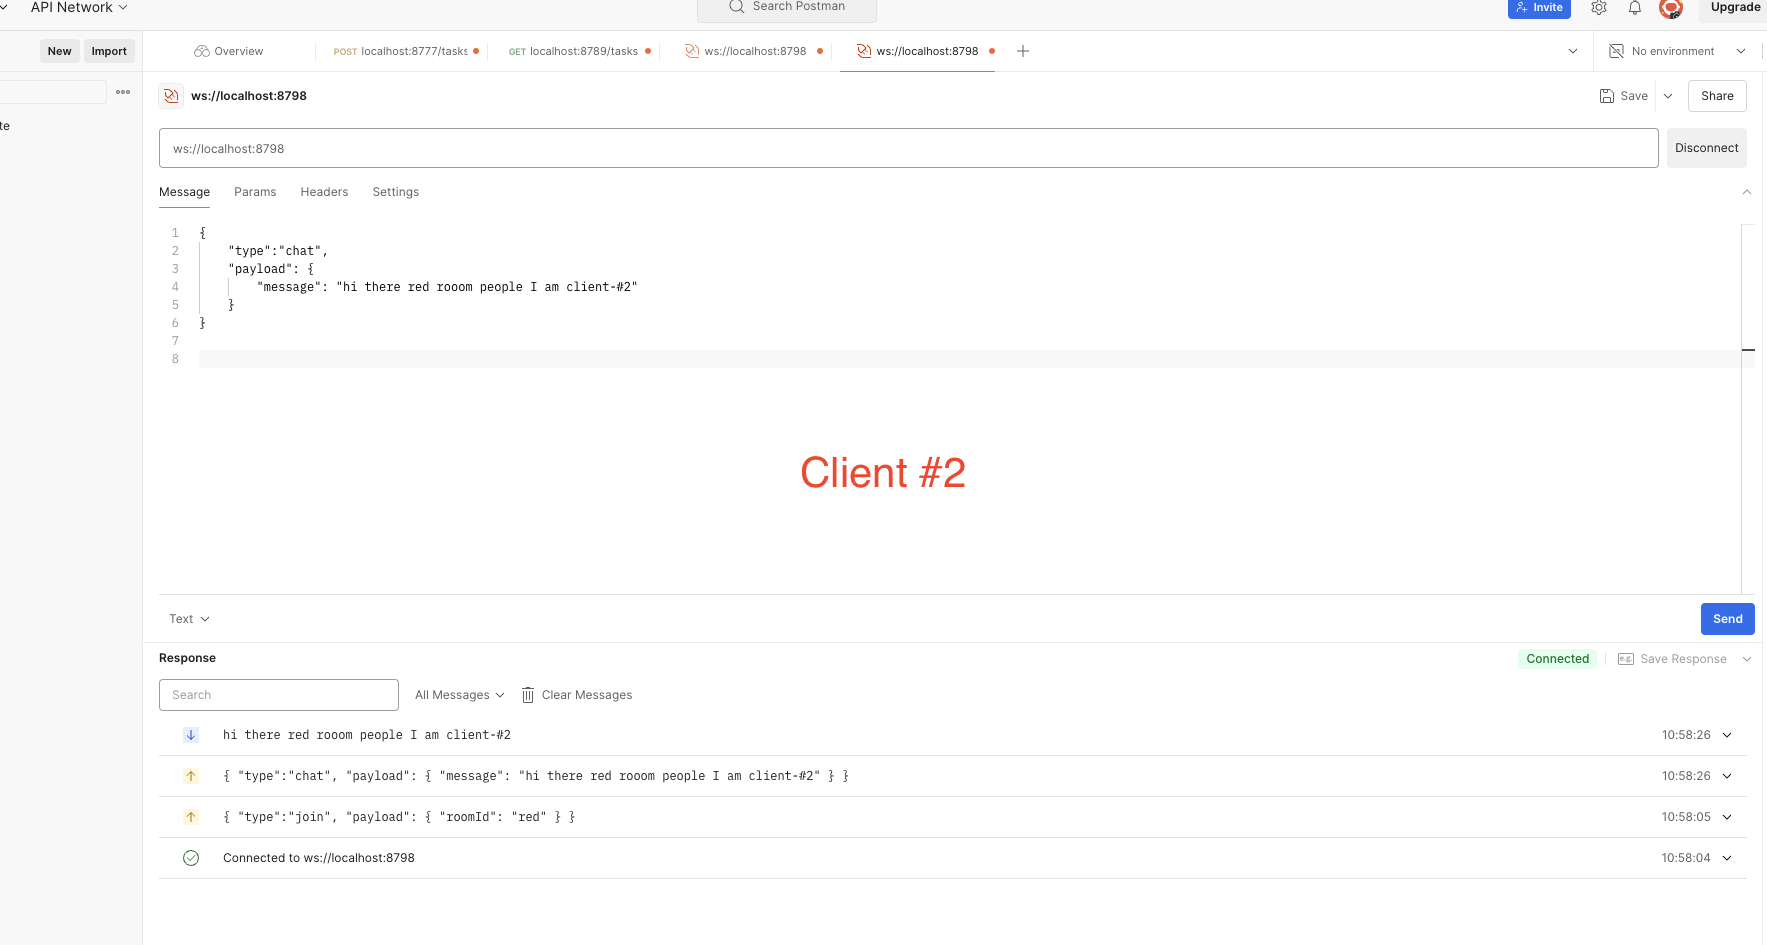 API Network
Search Postman
Invite
Upgrade
New
Import
Overview
POST localhost:8777/tasks
GET localhost:8789/tasks
ws://localhost:8798
ws://localhost:8798
No environment
te
ws://localhost:8798
Save
Share
ws://localhost:8798
Disconnect
Message Params Headers Settings
1 {
2 "type":"chat",
3 "payload": {
4 "message": "hi there red rooom people I am client-#2"
5 }
6 }
7
8
Client #2
Text
Send
Response
Connected
e.g. Save Response
Search
All Messages
Clear Messages
hi there red rooom people I am client-#2 10:58:26
{ "type":"chat", "payload": { "message": "hi there red rooom people I am client-#2" } } 10:58:26
{ "type":"join", "payload": { "roomId": "red" } } 10:58:05
Connected to ws://localhost:8798 10:58:04